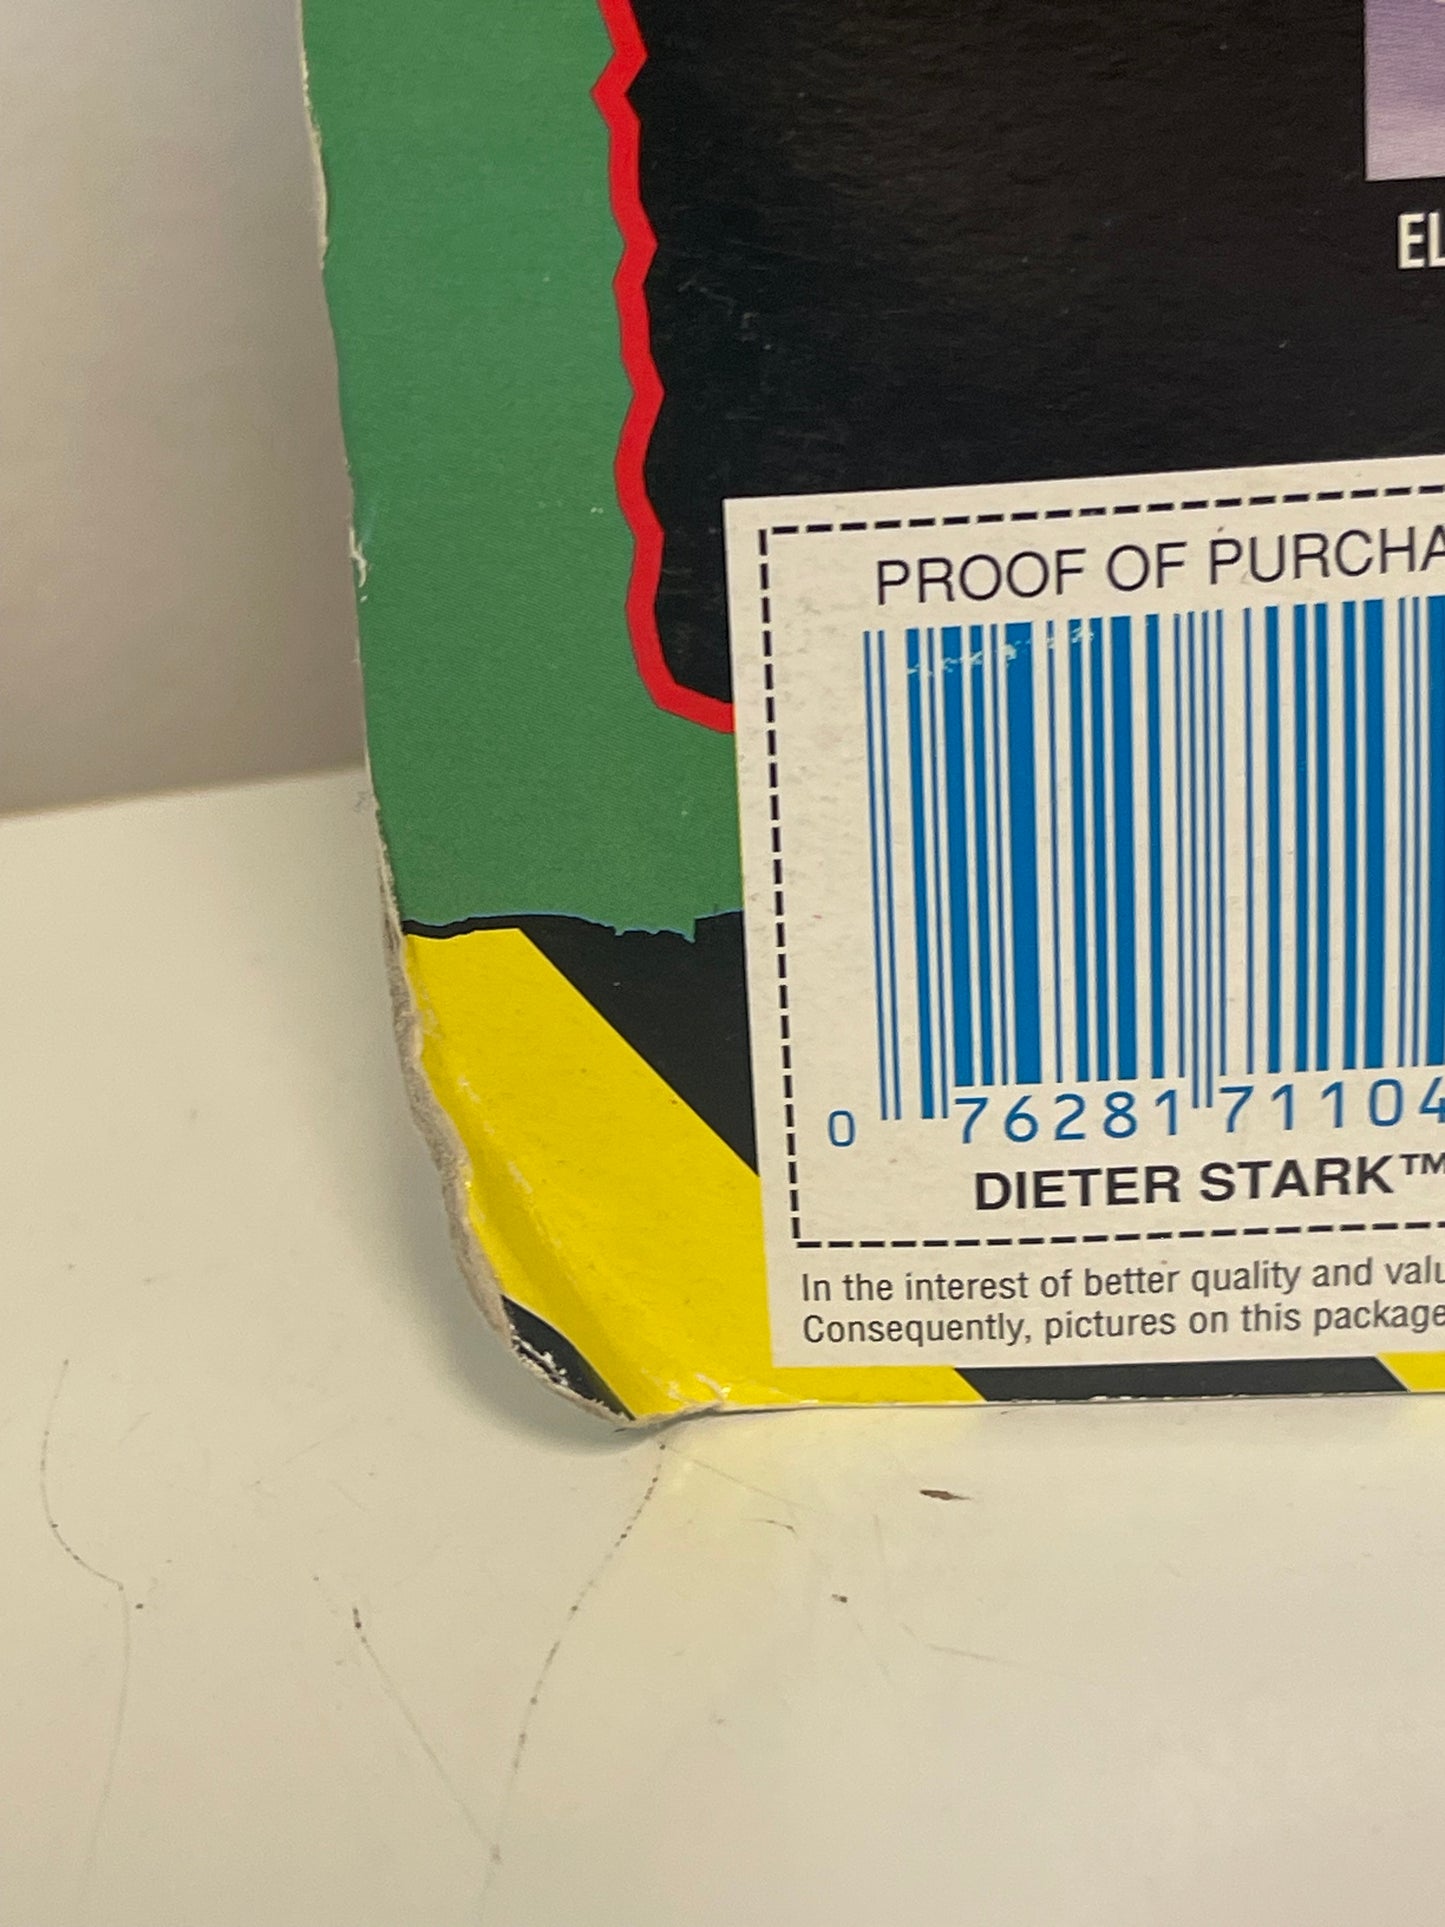 EL
PROOF OF PURCHA
0 76281 71104
DIETER STARK™
In the interest of better quality and valu
Consequently, pictures on this package